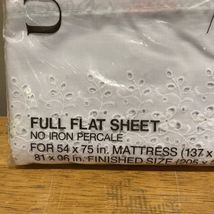 FULL FLAT SHEET
NO IRON PERCALE
FOR 54 x 75 in. MATTRESS (137 x
81 x 96 in. FINISHED SIZE (205 x